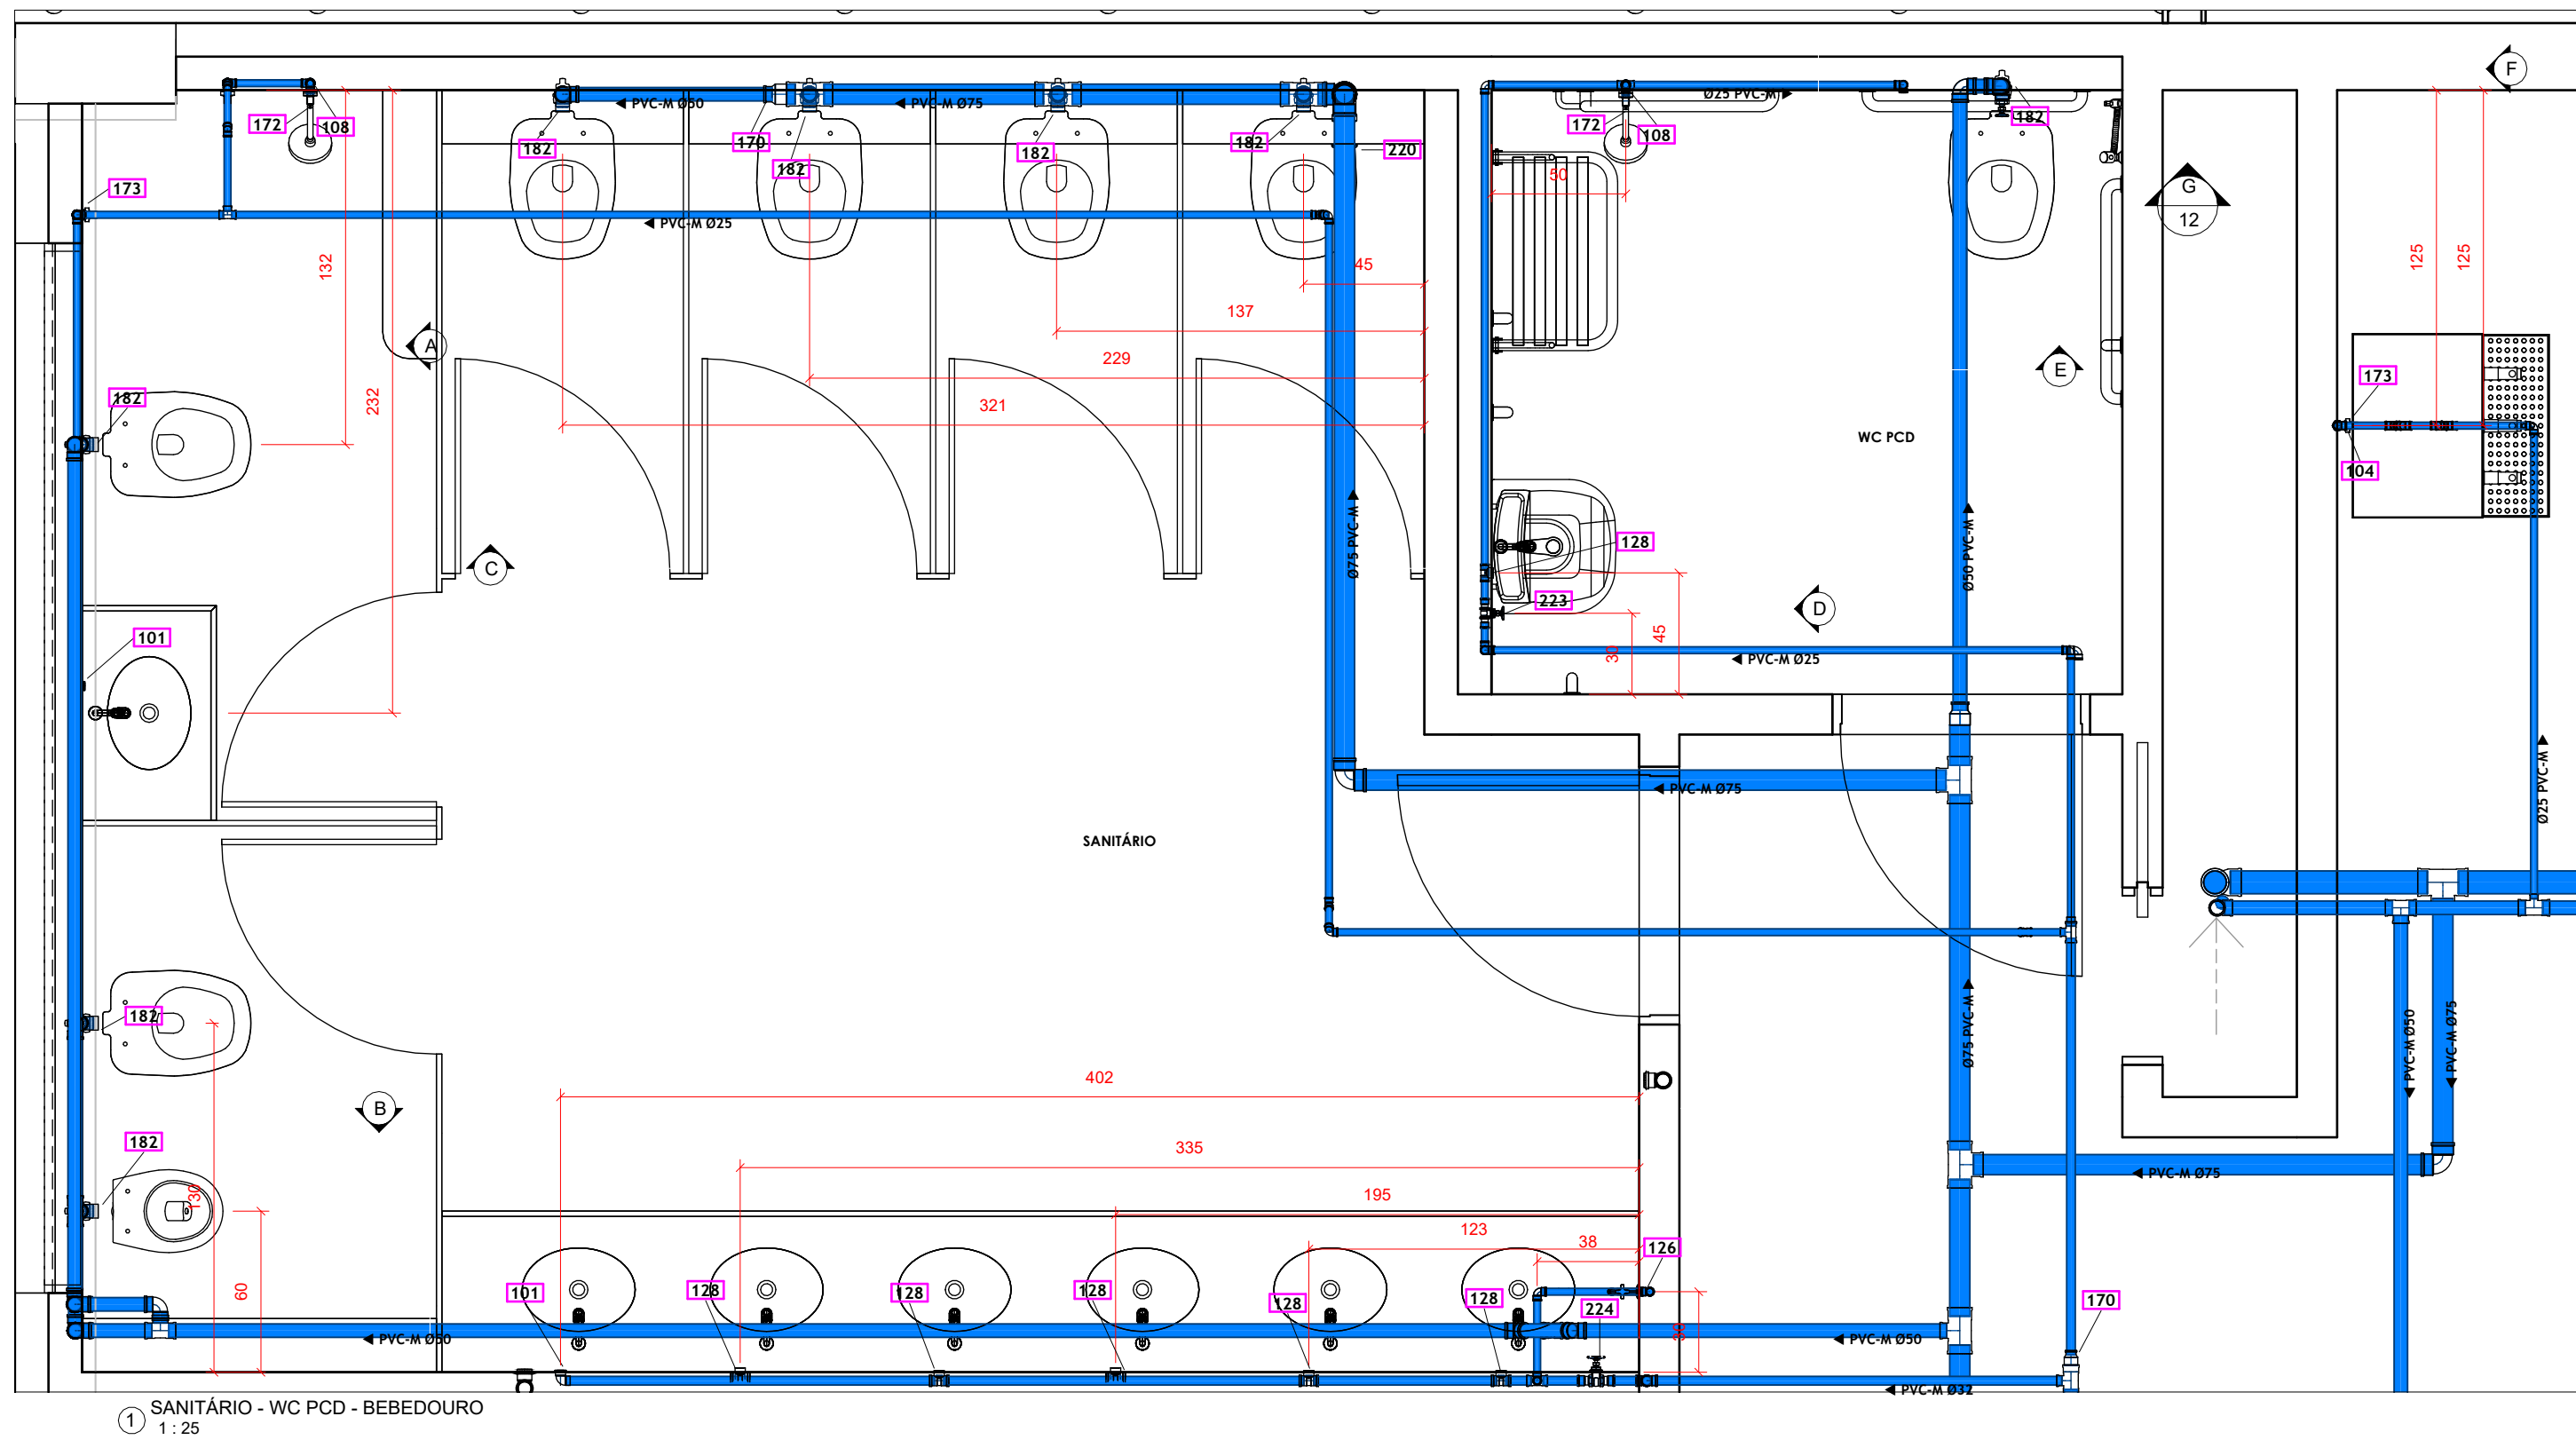 F
PVC-M Ø50
PVC-M Ø75
Ø25 PVC-M
172
108
182
170
182
182
182
220
172
108
182
50
173
PVC-M Ø25
G
12
132
232
45
137
229
321
125
125
A
E
182
173
104
WC PCD
C
Ø75 PVC-M
Ø50 PVC-M
128
223
D
101
30
45
PVC-M Ø25
PVC-M Ø75
Ø25 PVC-M
SANITÁRIO
182
Ø75 PVC-M
PVC-M Ø50
PVC-M Ø75
402
B
182
335
PVC-M Ø75
130
195
60
123
38
126
101
128
128
128
128
128
224
170
PVC-M Ø50
PVC-M Ø50
PVC-M Ø32
1
SANITÁRIO - WC PCD - BEBEDOURO
1 : 25